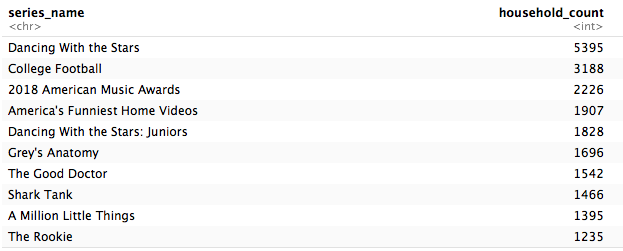 series_name household_count
<chr> <int>
Dancing With the Stars 5395
College Football 3188
2018 American Music Awards 2226
America's Funniest Home Videos 1907
Dancing With the Stars: Juniors 1828
Grey's Anatomy 1696
The Good Doctor 1542
Shark Tank 1466
A Million Little Things 1395
The Rookie 1235